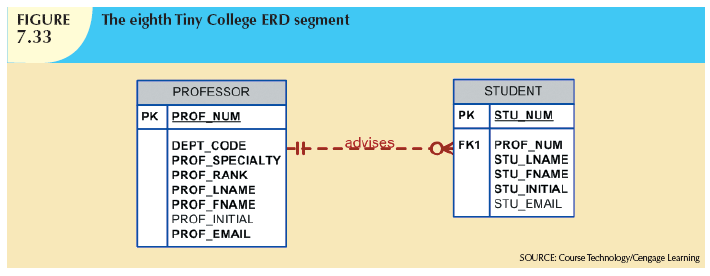 FIGURE
7.33
The eighth Tiny College ERD segment
PROFESSOR
PK PROF_NUM
DEPT_CODE
PROF_SPECIALTY
PROF_RANK
PROF_LNAME
PROF_FNAME
PROF_INITIAL
PROF_EMAIL
advises
STUDENT
PK STU_NUM
FK1 PROF_NUM
STU_LNAME
STU_FNAME
STU_INITIAL
STU_EMAIL
SOURCE: Course Technology/Cengage Learning